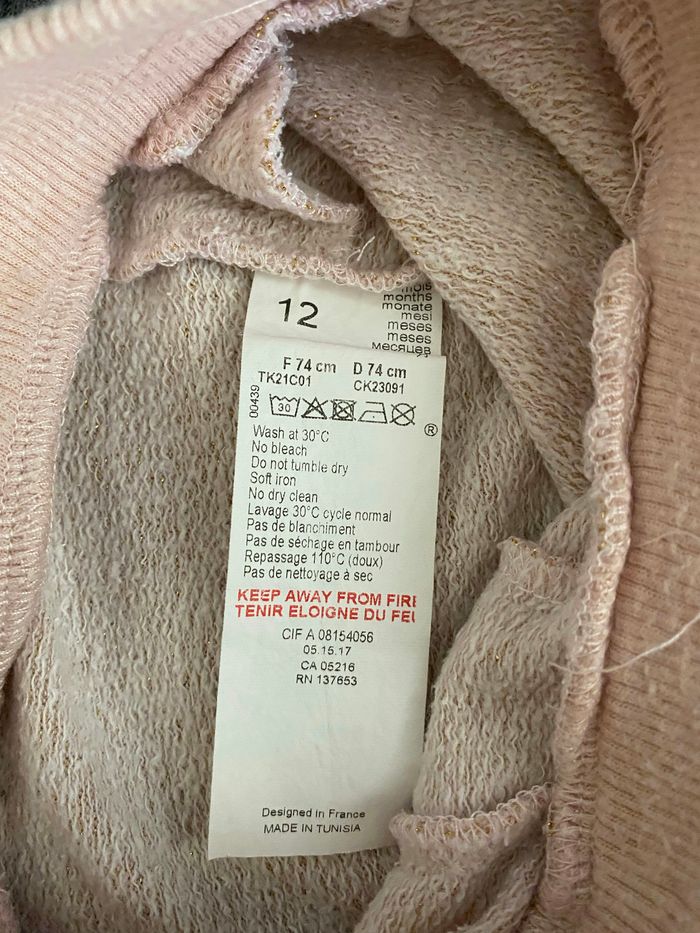 mois
months
12
monate
mesi
meses
meses
месяцев
F 74 cm D 74 cm
TK21C01 CK23091
00439
30
®
Wash at 30°C
No bleach
Do not tumble dry
Soft iron
No dry clean
Lavage 30°C cycle normal
Pas de blanchiment
Pas de séchage en tambour
Repassage 110°C (doux)
Pas de nettoyage à sec
KEEP AWAY FROM FIRE
TENIR ELOIGNE DU FEU
CIF A 08154056
05.15.17
CA 05216
RN 137653
Designed in France
MADE IN TUNISIA